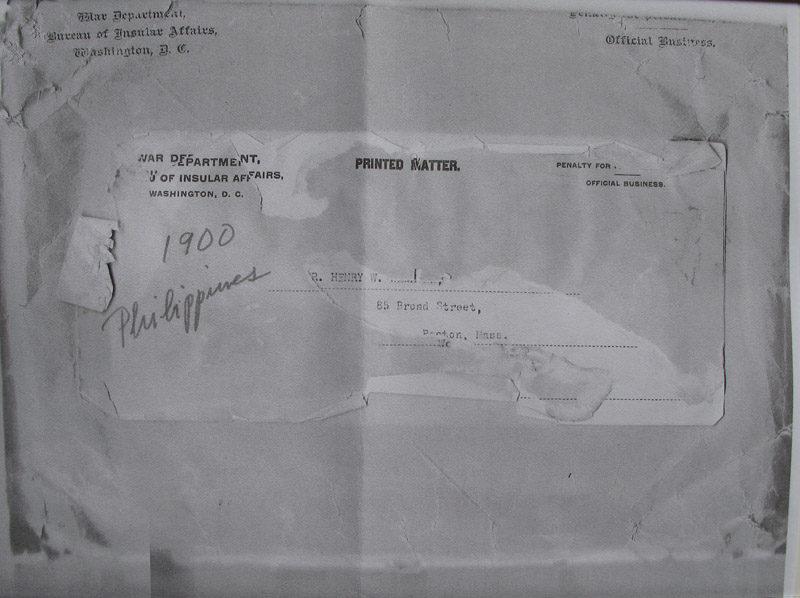 War Department,
Bureau of Insular Affairs,
Washington, D. C.
Official Business.
WAR DEPARTMENT,
OF INSULAR AFFAIRS,
WASHINGTON, D. C.
PRINTED MATTER.
PENALTY FOR
OFFICIAL BUSINESS.
1900
Philippines
R. HENRY W.
85 Broad Street,
Boston, Mass.